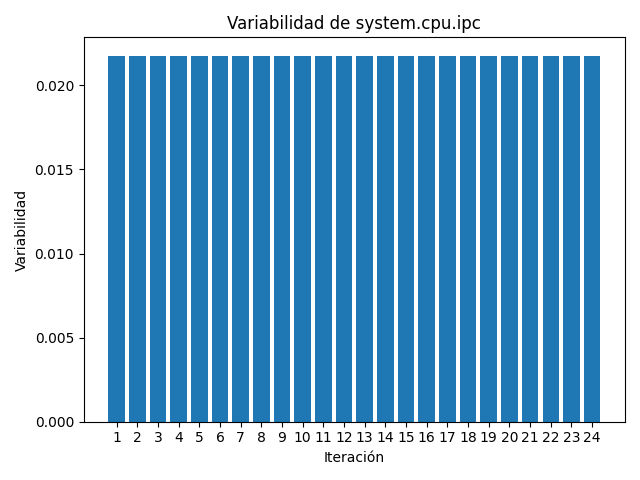 Variabilidad de system.cpu.ipc
Variabilidad
0.020
0.015
0.010
0.005
0.000
1 2 3 4 5 6 7 8 9 10 11 12 13 14 15 16 17 18 19 20 21 22 23 24
Iteración